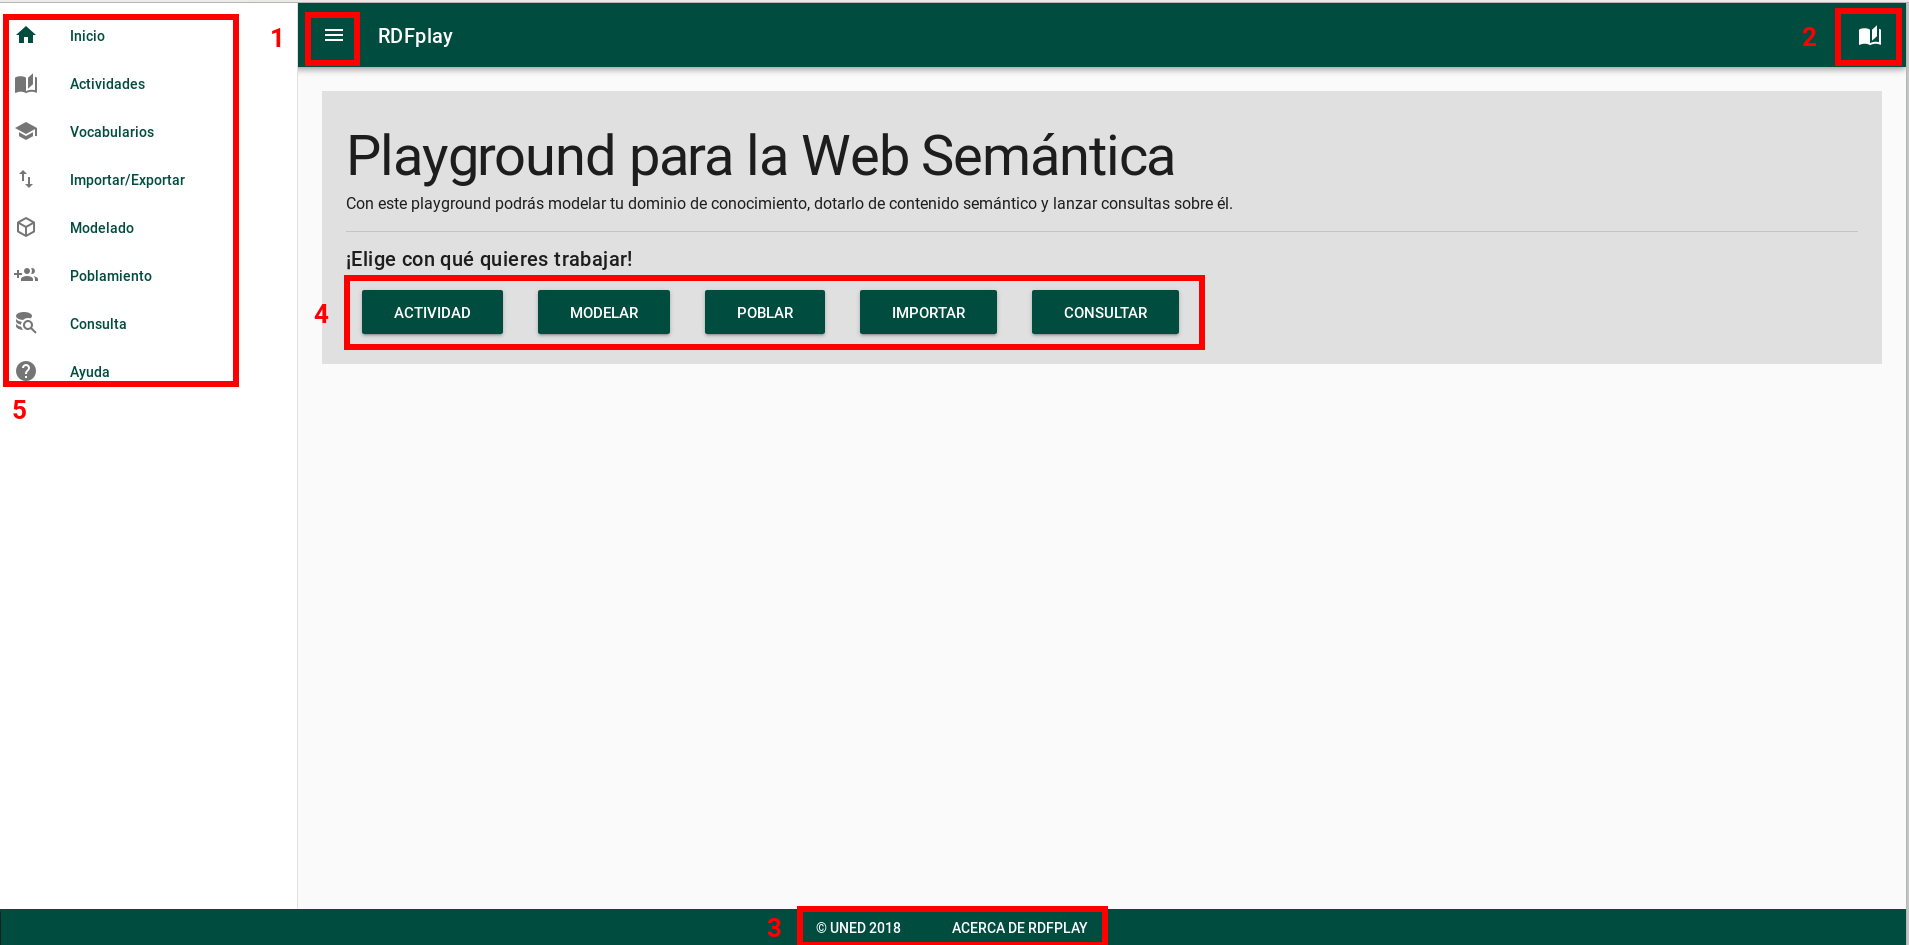 Inicio
Actividades
Vocabularios
Importar/Exportar
Modelado
Poblamiento
Consulta
Ayuda
5
1
RDFplay
2
Playground para la Web Semántica
Con este playground podrás modelar tu dominio de conocimiento, dotarlo de contenido semántico y lanzar consultas sobre él.
¡Elige con qué quieres trabajar!
4
ACTIVIDAD MODELAR POBLAR IMPORTAR CONSULTAR
3
© UNED 2018 ACERCA DE RDFPLAY